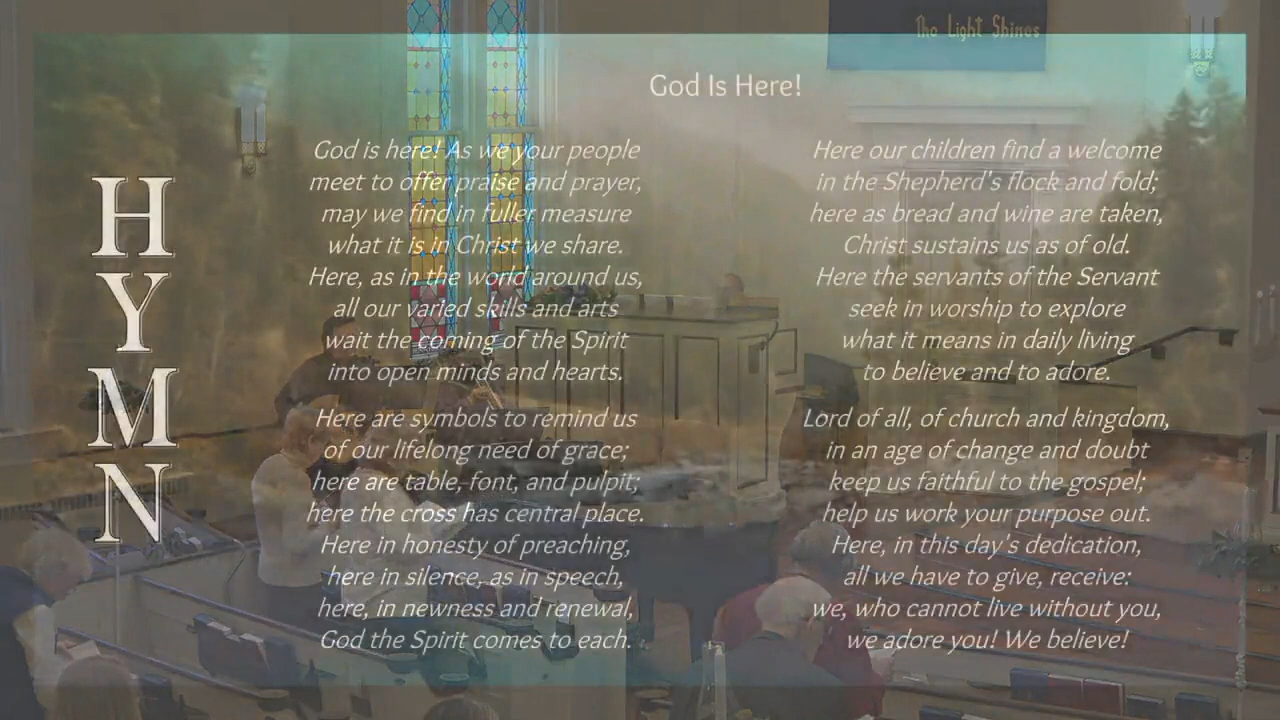 The Light Shines
God Is Here!
HYMN
God is here! As we your people
meet to offer praise and prayer,
may we find in fuller measure
what it is in Christ we share.
Here, as in the world around us,
all our varied skills and arts
wait the coming of the Spirit
into open minds and hearts.
Here are symbols to remind us
of our lifelong need of grace;
here are table, font, and pulpit;
here the cross has central place.
Here in honesty of preaching,
here in silence, as in speech,
here, in newness and renewal,
God the Spirit comes to each.
Here our children find a welcome
in the Shepherd's flock and fold;
here as bread and wine are taken,
Christ sustains us as of old.
Here the servants of the Servant
seek in worship to explore
what it means in daily living
to believe and to adore.
Lord of all, of church and kingdom,
in an age of change and doubt
keep us faithful to the gospel;
help us work your purpose out.
Here, in this day's dedication,
all we have to give, receive:
we, who cannot live without you,
we adore you! We believe!